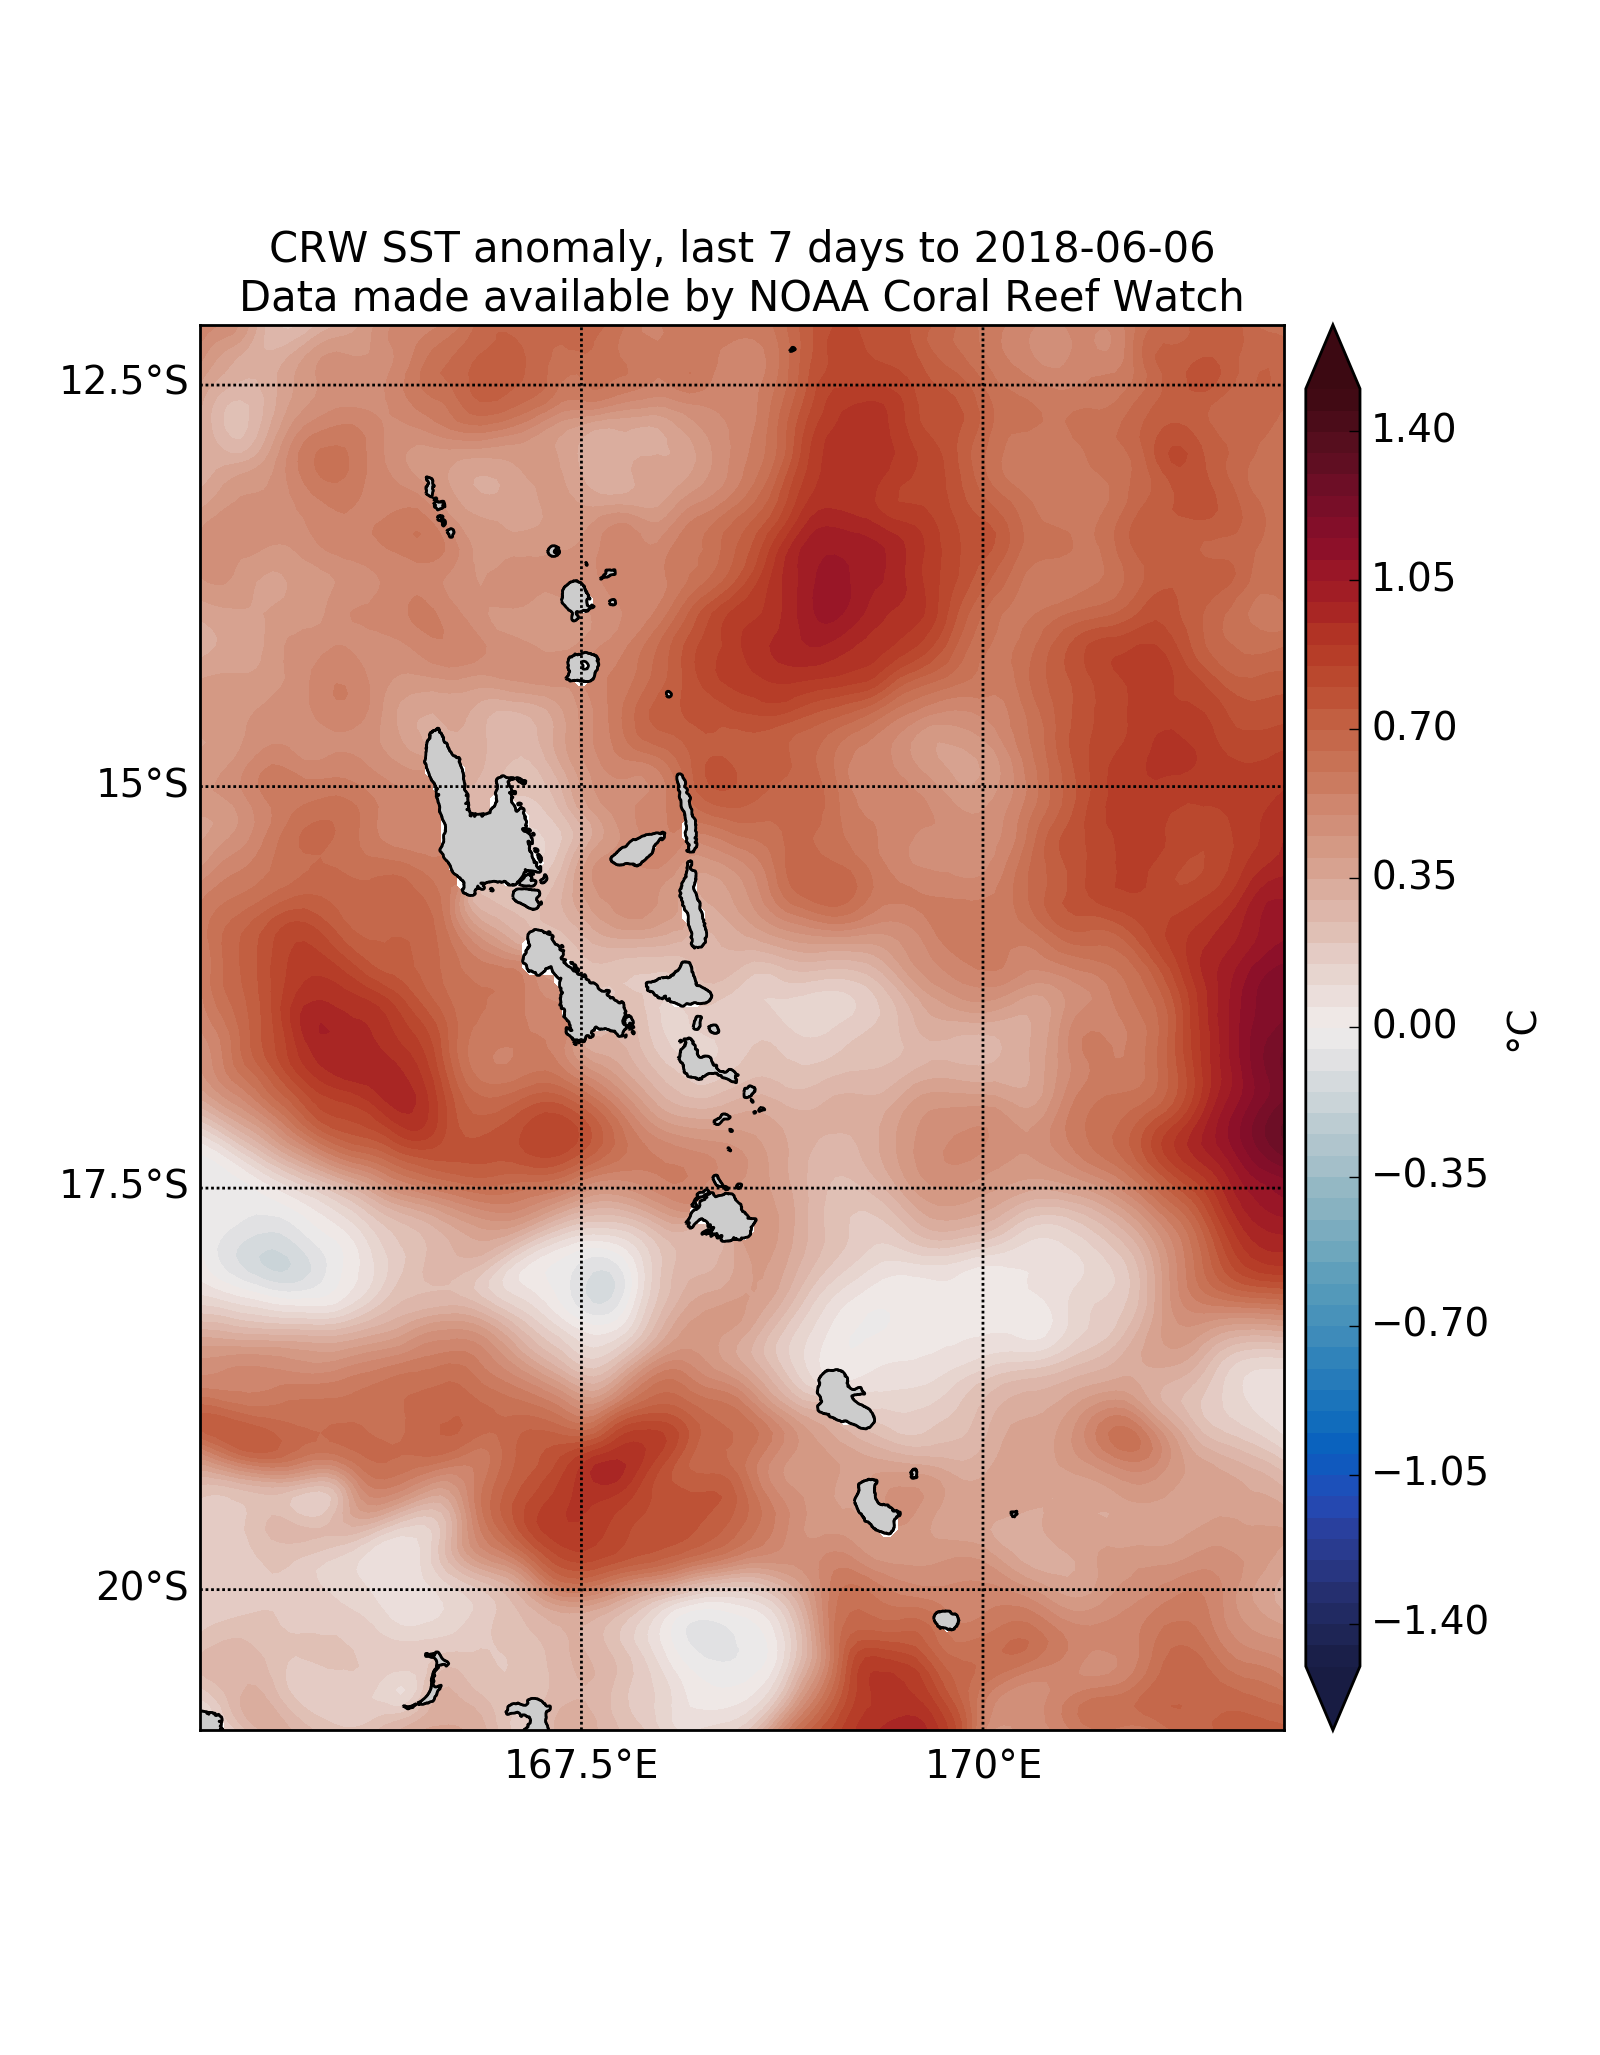 CRW SST anomaly, last 7 days to 2018-06-06
Data made available by NOAA Coral Reef Watch
12.5°S
15°S
17.5°S
20°S
167.5°E
170°E
1.40
1.05
0.70
0.35
0.00
−0.35
−0.70
−1.05
−1.40
°C